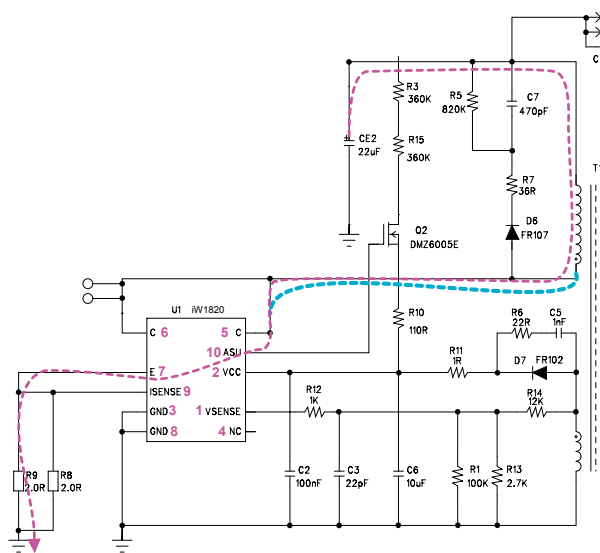 C
R3
360K
R5
820K
C7
470pF
CE2
22uF
R15
360K
R7
36R
T1
Q2
DMZ6005E
D6
FR107
U1 iW1820
R10
110R
R6
22R
C5
1nF
C 6
5 C
10 ASU
E 7
2 VCC
ISENSE 9
GND 3
1 VSENSE
GND 8
4 NC
R11
1R
D7 FR102
R12
1K
R14
12K
R9
2.0R
R8
2.0R
C2
100nF
C3
22pF
C6
10uF
R1
100K
R13
2.7K